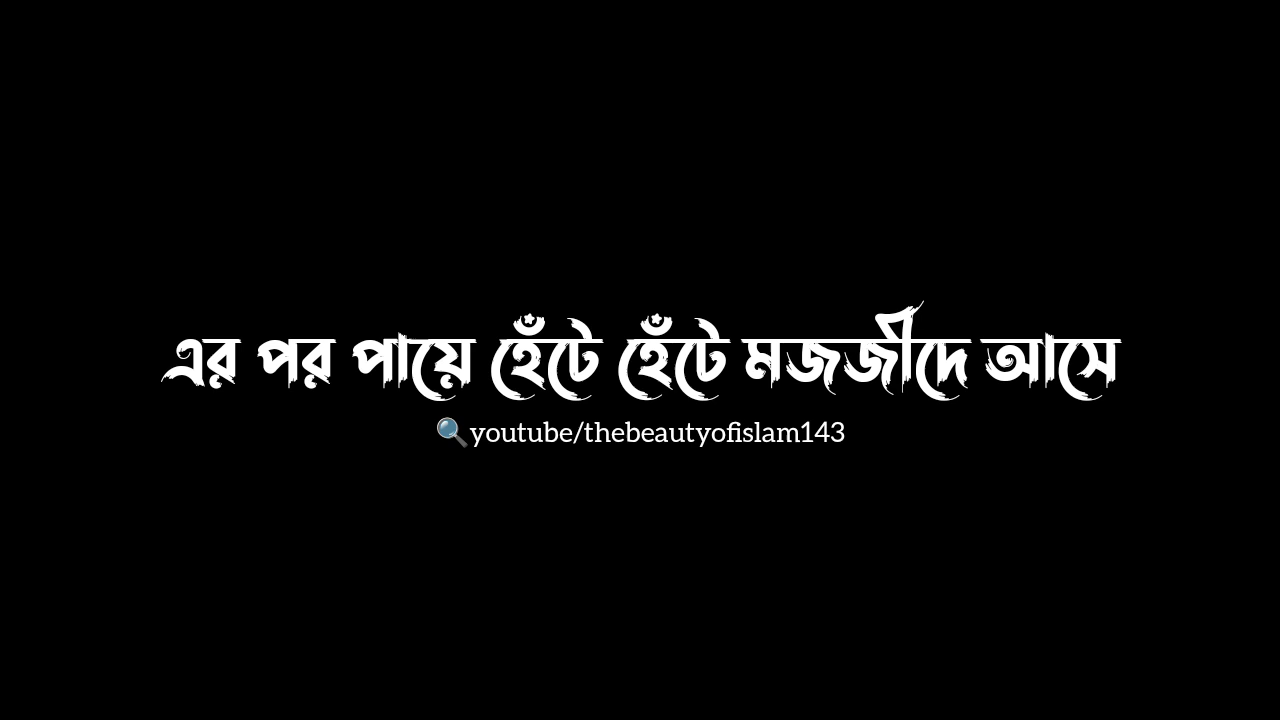 এর পর পায়ে হেঁটে হেঁটে মজজীদে আসে
🔍youtube/thebeautyofislam143